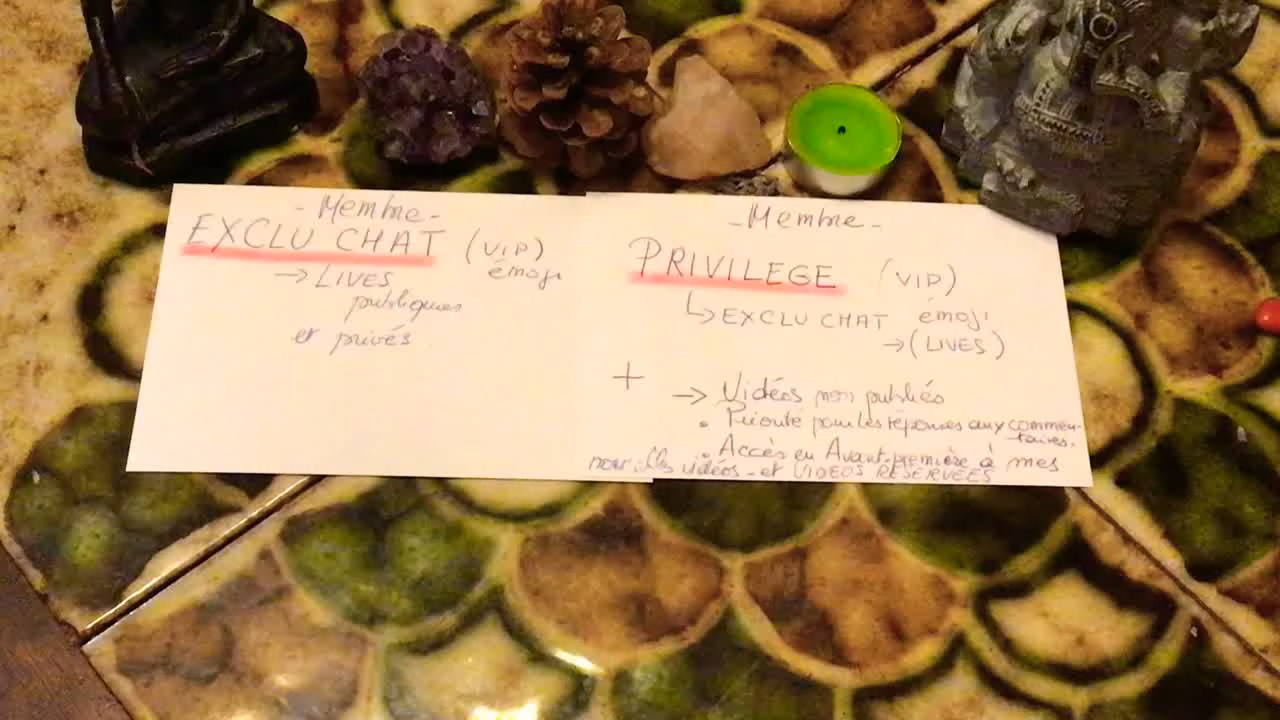 - Membre -
EXCLU CHAT (VIP)
émoji
→ LIVES
publiques
et privés
- Membre -
PRIVILEGE (VIP)
↳ EXCLU CHAT émoji
→ (LIVES)
+
→ Vidéos non publiés
• Priorité pour les réponses aux commen-
taires.
• Accès en Avant-première à mes
nouvelles vidéos - et VIDEOS RESERVEES